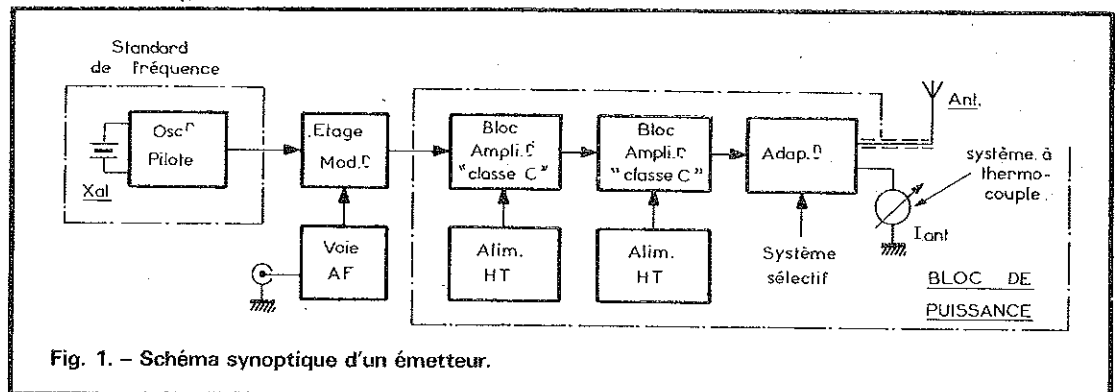 Standard
de fréquence
Oscr
Pilote
Xal
Etage
Mod.r
Voie
AF
Bloc
Ampli.r
"classe C"
Alim.
HT
Bloc
Ampli.r
"classe C"
Alim.
HT
Adap.n
Système
sélectif
Ant.
système à
thermo-
couple.
Iant
BLOC DE
PUISSANCE
Fig. 1. – Schéma synoptique d'un émetteur.